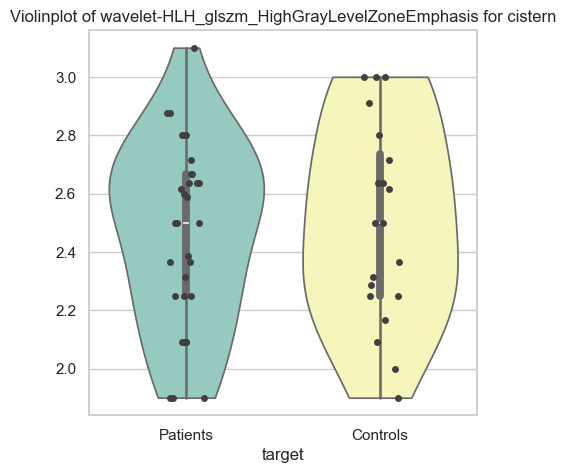 Violinplot of wavelet-HLH_glszm_HighGrayLevelZoneEmphasis for cistern
3.0
2.8
2.6
2.4
2.2
2.0
Patients
Controls
target